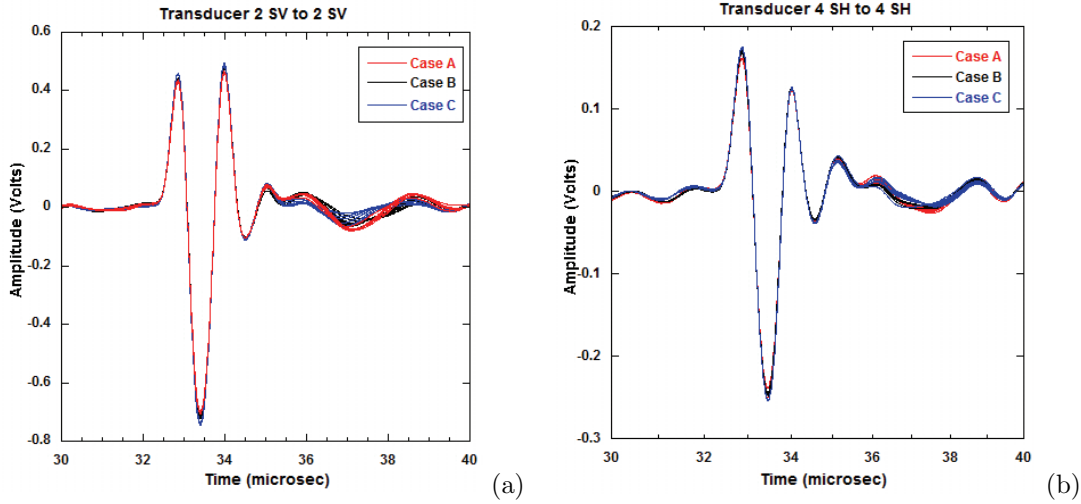 Transducer 2 SV to 2 SV
0.6
0.4
0.2
0
-0.2
-0.4
-0.6
-0.8
Amplitude (Volts)
Case A
Case B
Case C
30
32
34
36
38
40
Time (microsec)
(a)
Transducer 4 SH to 4 SH
0.2
0.1
0
-0.1
-0.2
-0.3
Amplitude (Volts)
Case A
Case B
Case C
30
32
34
36
38
40
Time (microsec)
(b)